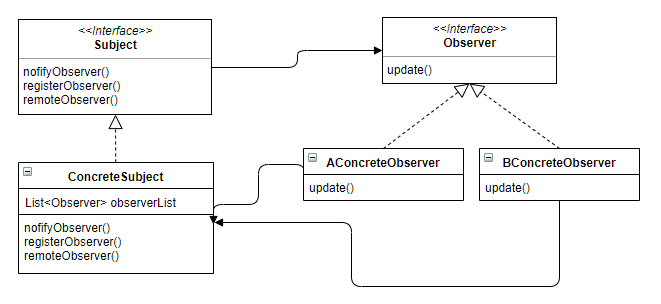 <<Interface>>
Subject
nofifyObserver()
registerObserver()
remoteObserver()
<<Interface>>
Observer
update()
ConcreteSubject
List<Observer> observerList
nofifyObserver()
registerObserver()
remoteObserver()
AConcreteObserver
update()
BConcreteObserver
update()